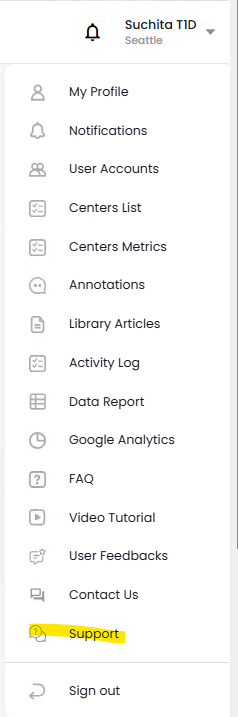 Suchita T1D
Seattle
My Profile
Notifications
User Accounts
Centers List
Centers Metrics
Annotations
Library Articles
Activity Log
Data Report
Google Analytics
FAQ
Video Tutorial
User Feedbacks
Contact Us
Support
Sign out